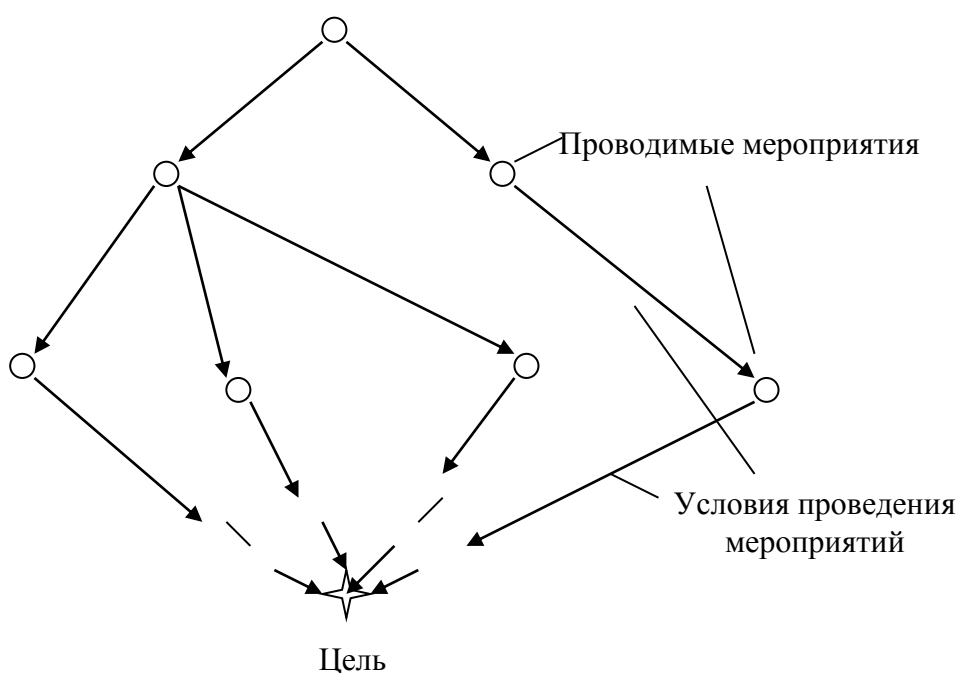 Проводимые мероприятия
Условия проведения
мероприятий
Цель